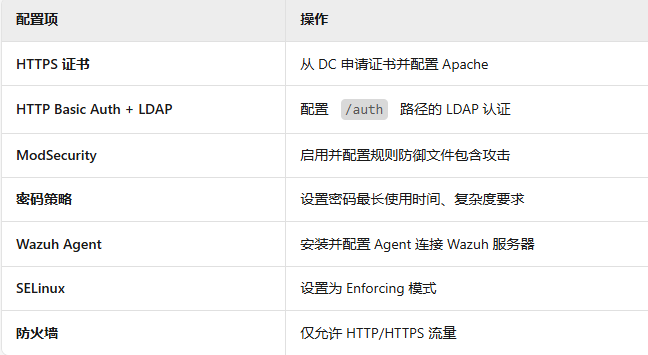 配置项 操作
HTTPS 证书 从 DC 申请证书并配置 Apache
HTTP Basic Auth + LDAP 配置 /auth 路径的 LDAP 认证
ModSecurity 启用并配置规则防御文件包含攻击
密码策略 设置密码最长使用时间、复杂度要求
Wazuh Agent 安装并配置 Agent 连接 Wazuh 服务器
SELinux 设置为 Enforcing 模式
防火墙 仅允许 HTTP/HTTPS 流量